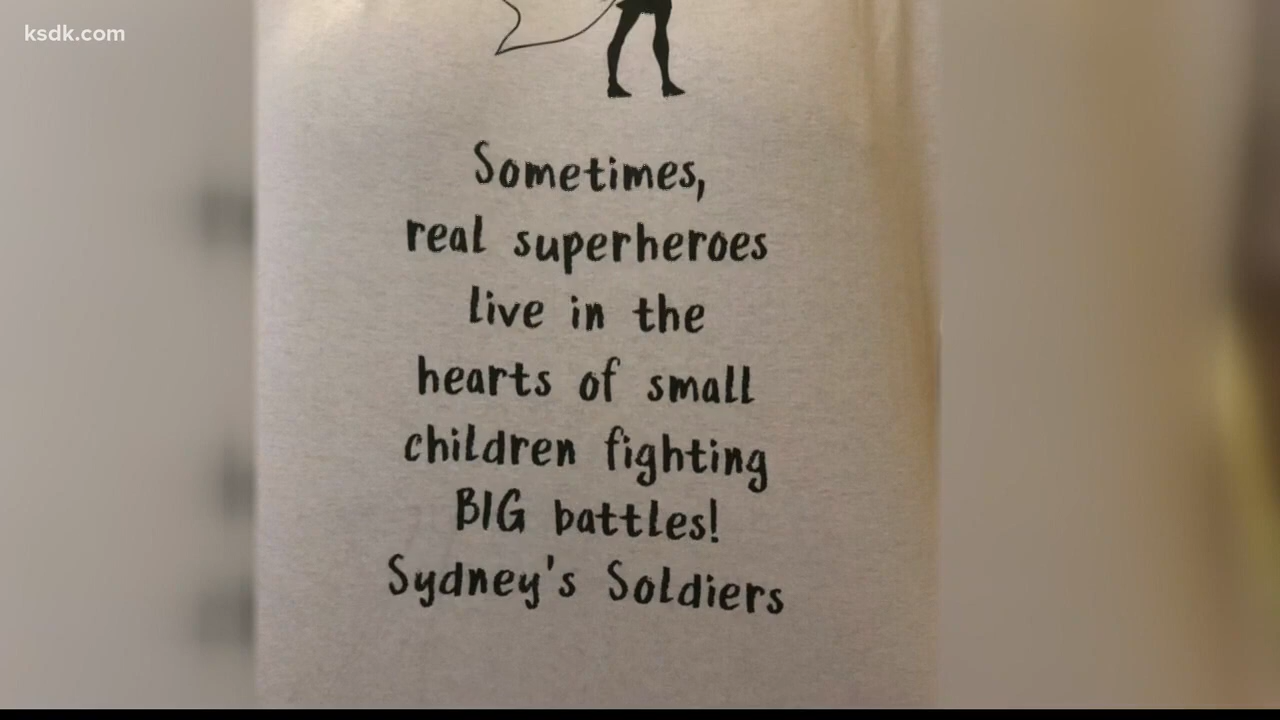 ksdk.com
Sometimes,
real superheroes
live in the
hearts of small
children fighting
BIG battles!
Sydney's Soldiers